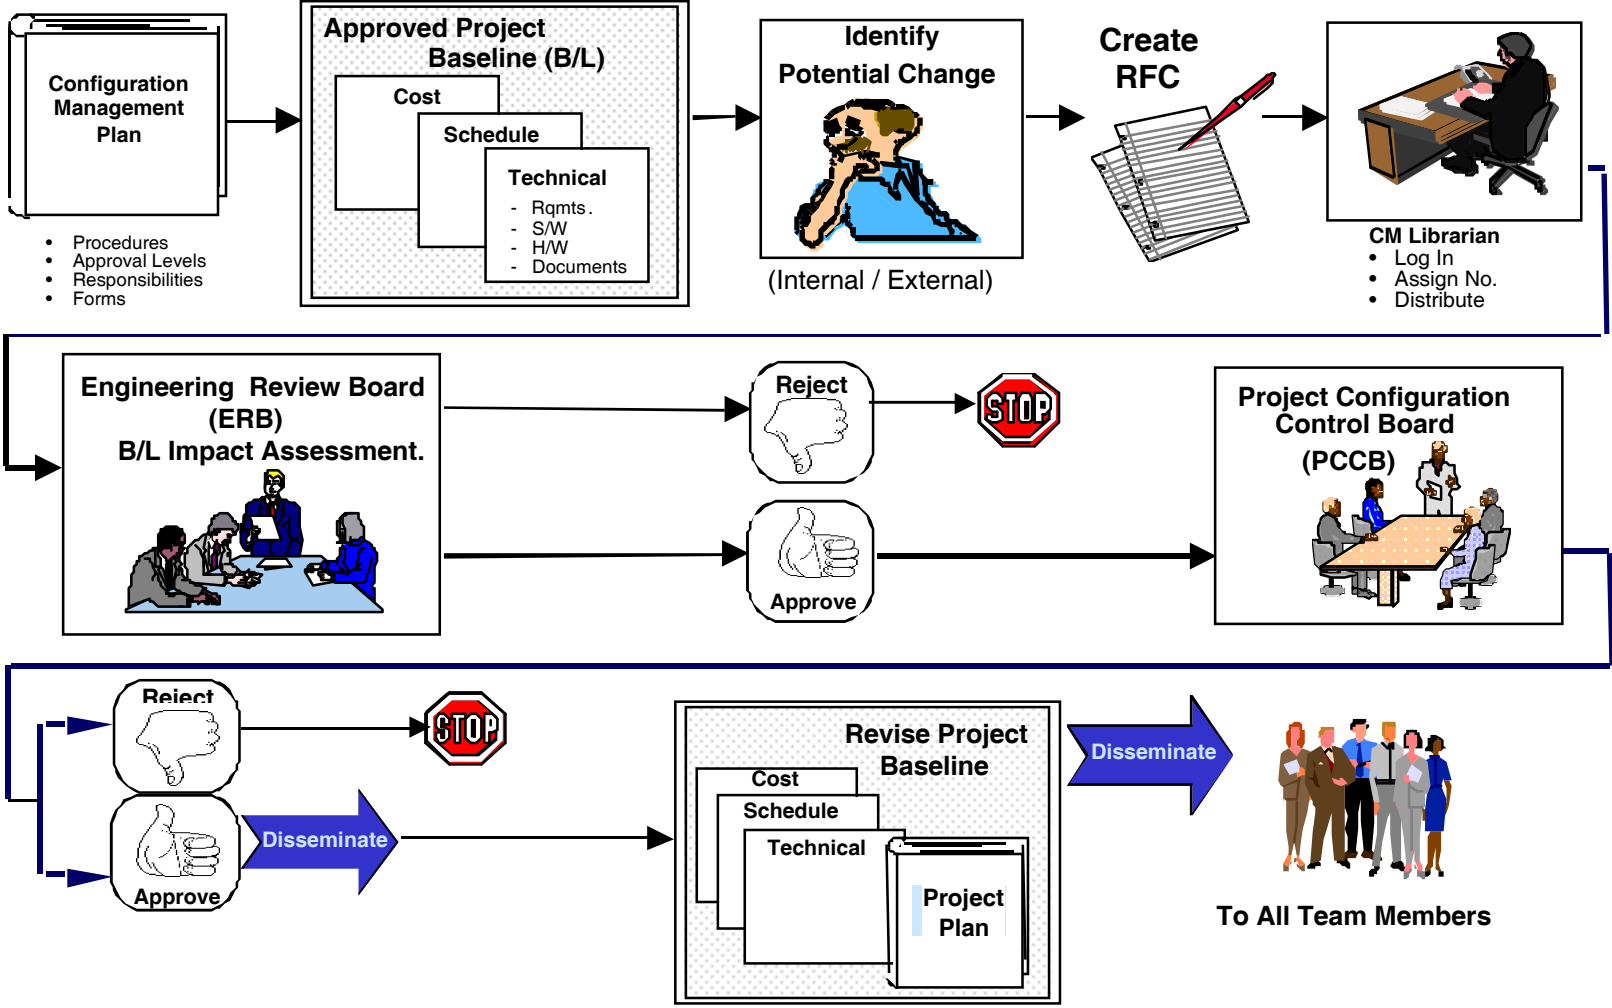 Configuration
Management
Plan
• Procedures
• Approval Levels
• Responsibilities
• Forms
Approved Project
Baseline (B/L)
Cost
Schedule
Technical
- Rqmts.
- S/W
- H/W
- Documents
Identify
Potential Change
(Internal / External)
Create
RFC
CM Librarian
• Log In
• Assign No.
• Distribute
Engineering Review Board
(ERB)
B/L Impact Assessment.
Reject
STOP
Approve
Project Configuration
Control Board
(PCCB)
Reject
STOP
Approve
Disseminate
Revise Project
Baseline
Cost
Schedule
Technical
Project
Plan
Disseminate
To All Team Members